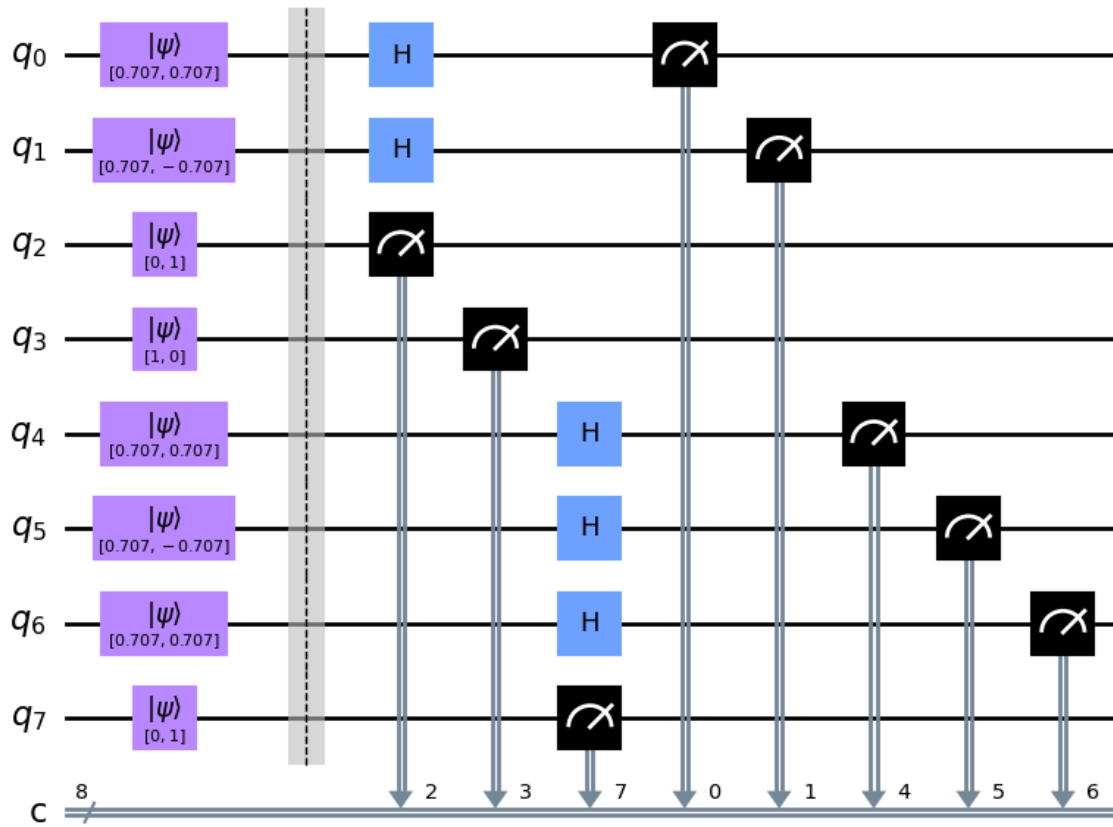 q0 |ψ⟩ [0.707, 0.707] H
q1 |ψ⟩ [0.707, −0.707] H
q2 |ψ⟩ [0, 1]
q3 |ψ⟩ [1, 0]
q4 |ψ⟩ [0.707, 0.707] H
q5 |ψ⟩ [0.707, −0.707] H
q6 |ψ⟩ [0.707, 0.707] H
q7 |ψ⟩ [0, 1]
c 8 2 3 7 0 1 4 5 6